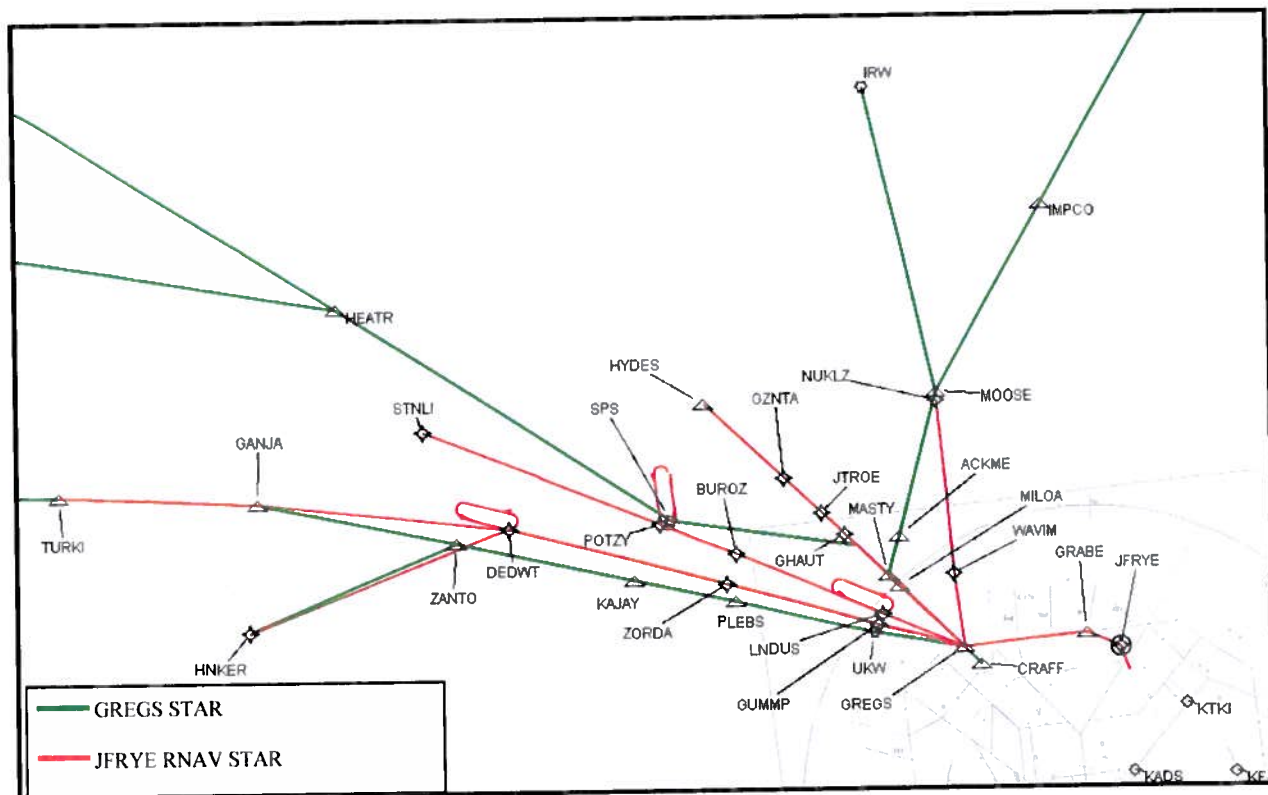 IRW
IMPCO
HEATR
HYDES
NUKLZ
MOOSE
OZNTA
STNLI
SPS
GANJA
BUROZ
JTROE
ACKME
MASTY
MILOA
WAVIM
TURKI
POTZY
GHAUT
GRABE
JFRYE
DEDWT
ZANTO
KAJAY
ZORDA
PLEBS
LNDUS
UKW
CRAFF
HNKER
GUMMP
GREGS
KTKI
KADS
GREGS STAR
JFRYE RNAV STAR